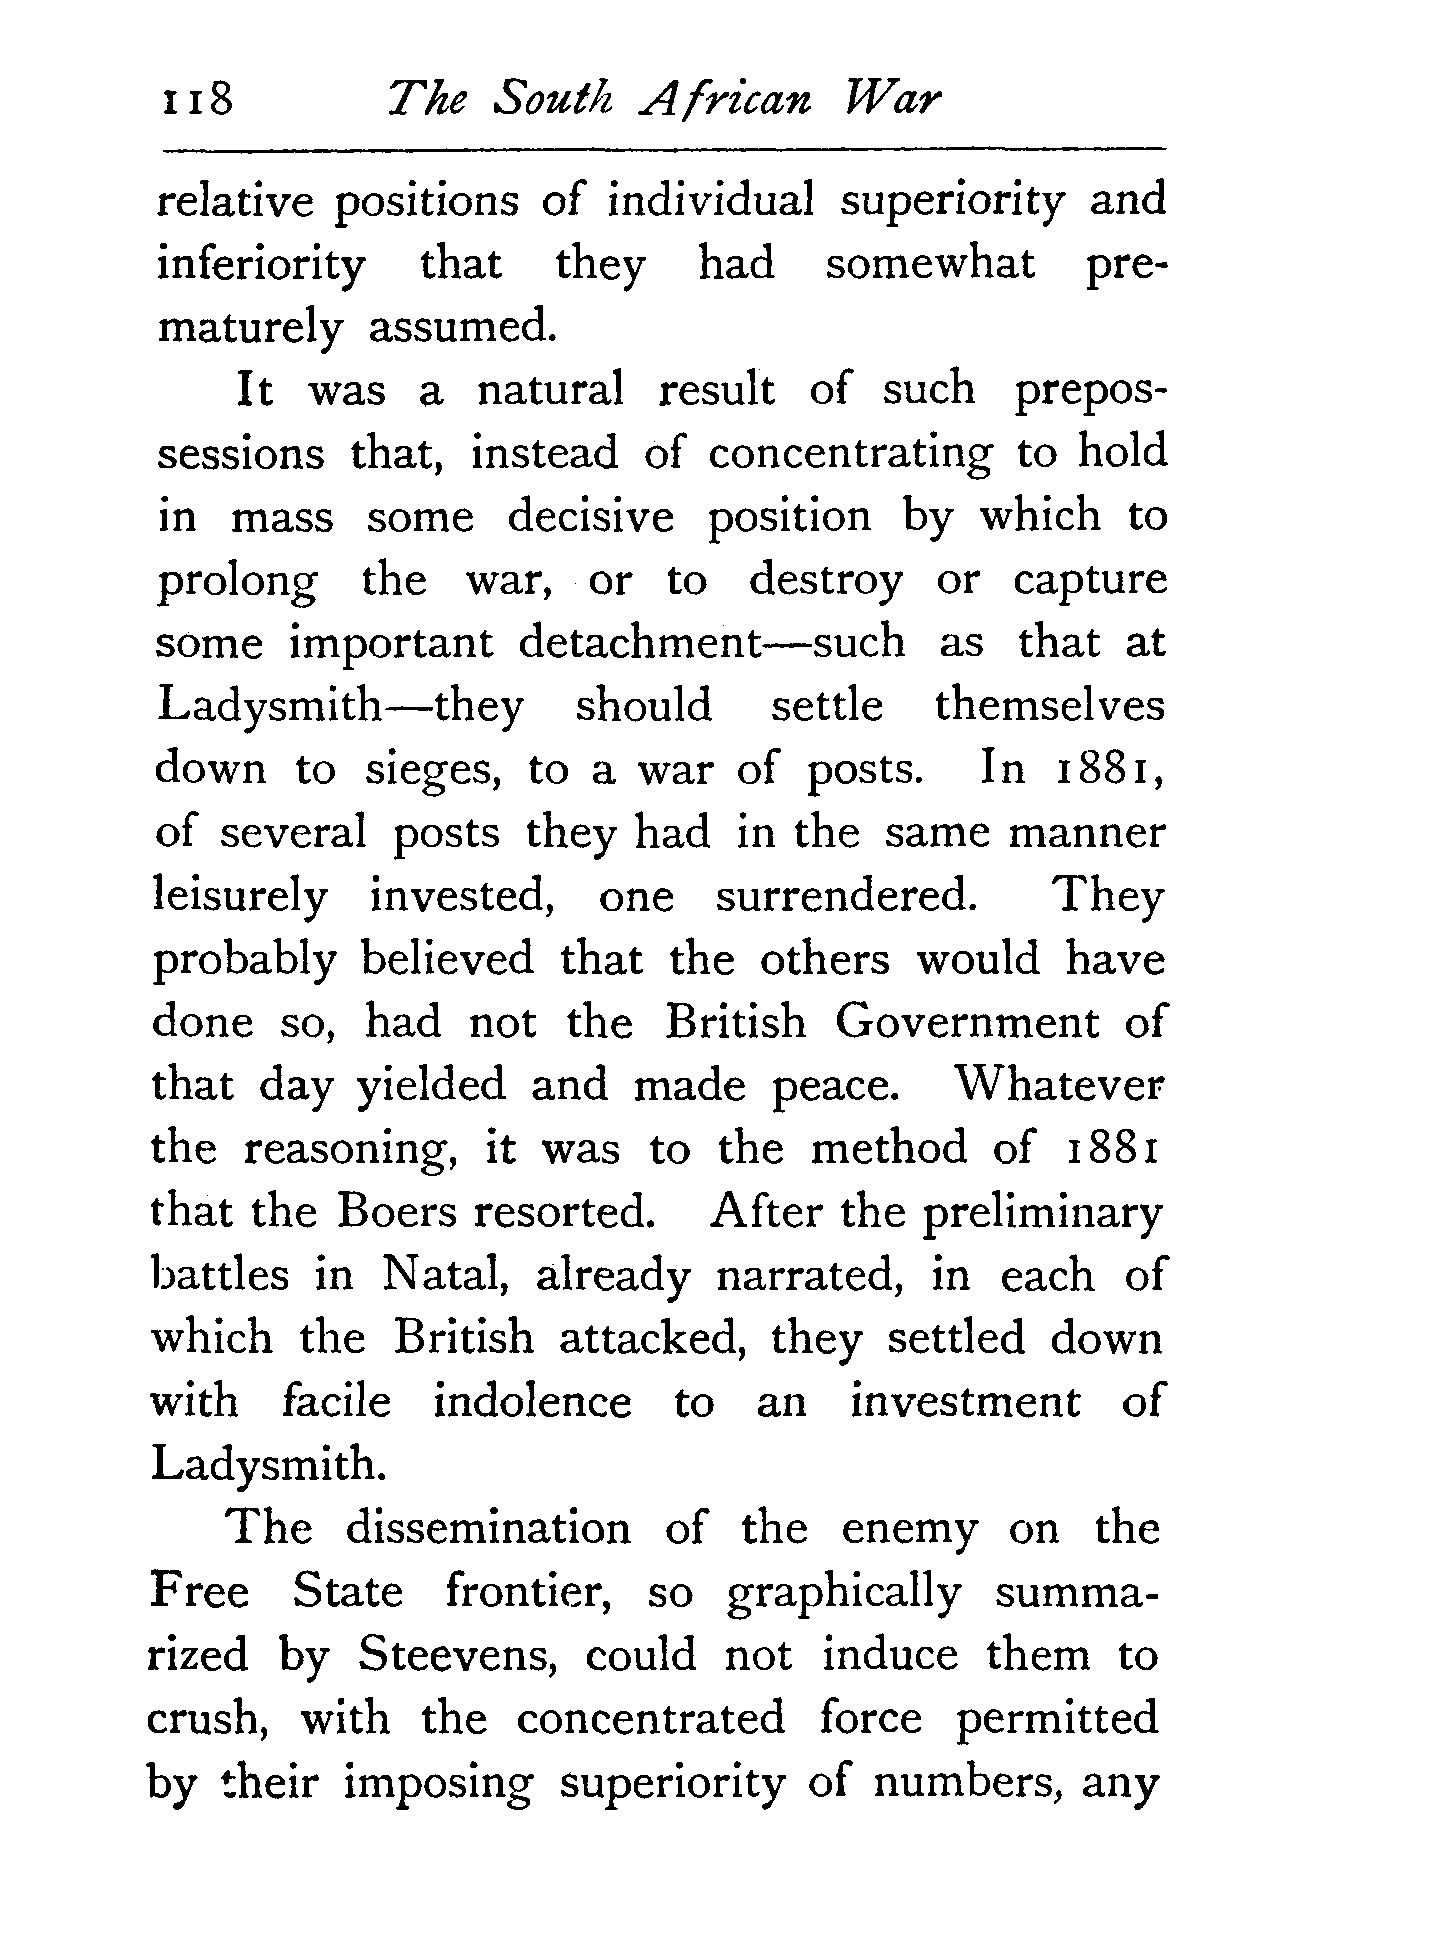 118 The South African War
relative positions of individual superiority and
inferiority that they had somewhat pre-
maturely assumed.
It was a natural result of such prepos-
sessions that, instead of concentrating to hold
in mass some decisive position by which to
prolong the war, or to destroy or capture
some important detachment—such as that at
Ladysmith—they should settle themselves
down to sieges, to a war of posts. In 1881,
of several posts they had in the same manner
leisurely invested, one surrendered. They
probably believed that the others would have
done so, had not the British Government of
that day yielded and made peace. Whatever
the reasoning, it was to the method of 1881
that the Boers resorted. After the preliminary
battles in Natal, already narrated, in each of
which the British attacked, they settled down
with facile indolence to an investment of
Ladysmith.
The dissemination of the enemy on the
Free State frontier, so graphically summa-
rized by Steevens, could not induce them to
crush, with the concentrated force permitted
by their imposing superiority of numbers, any